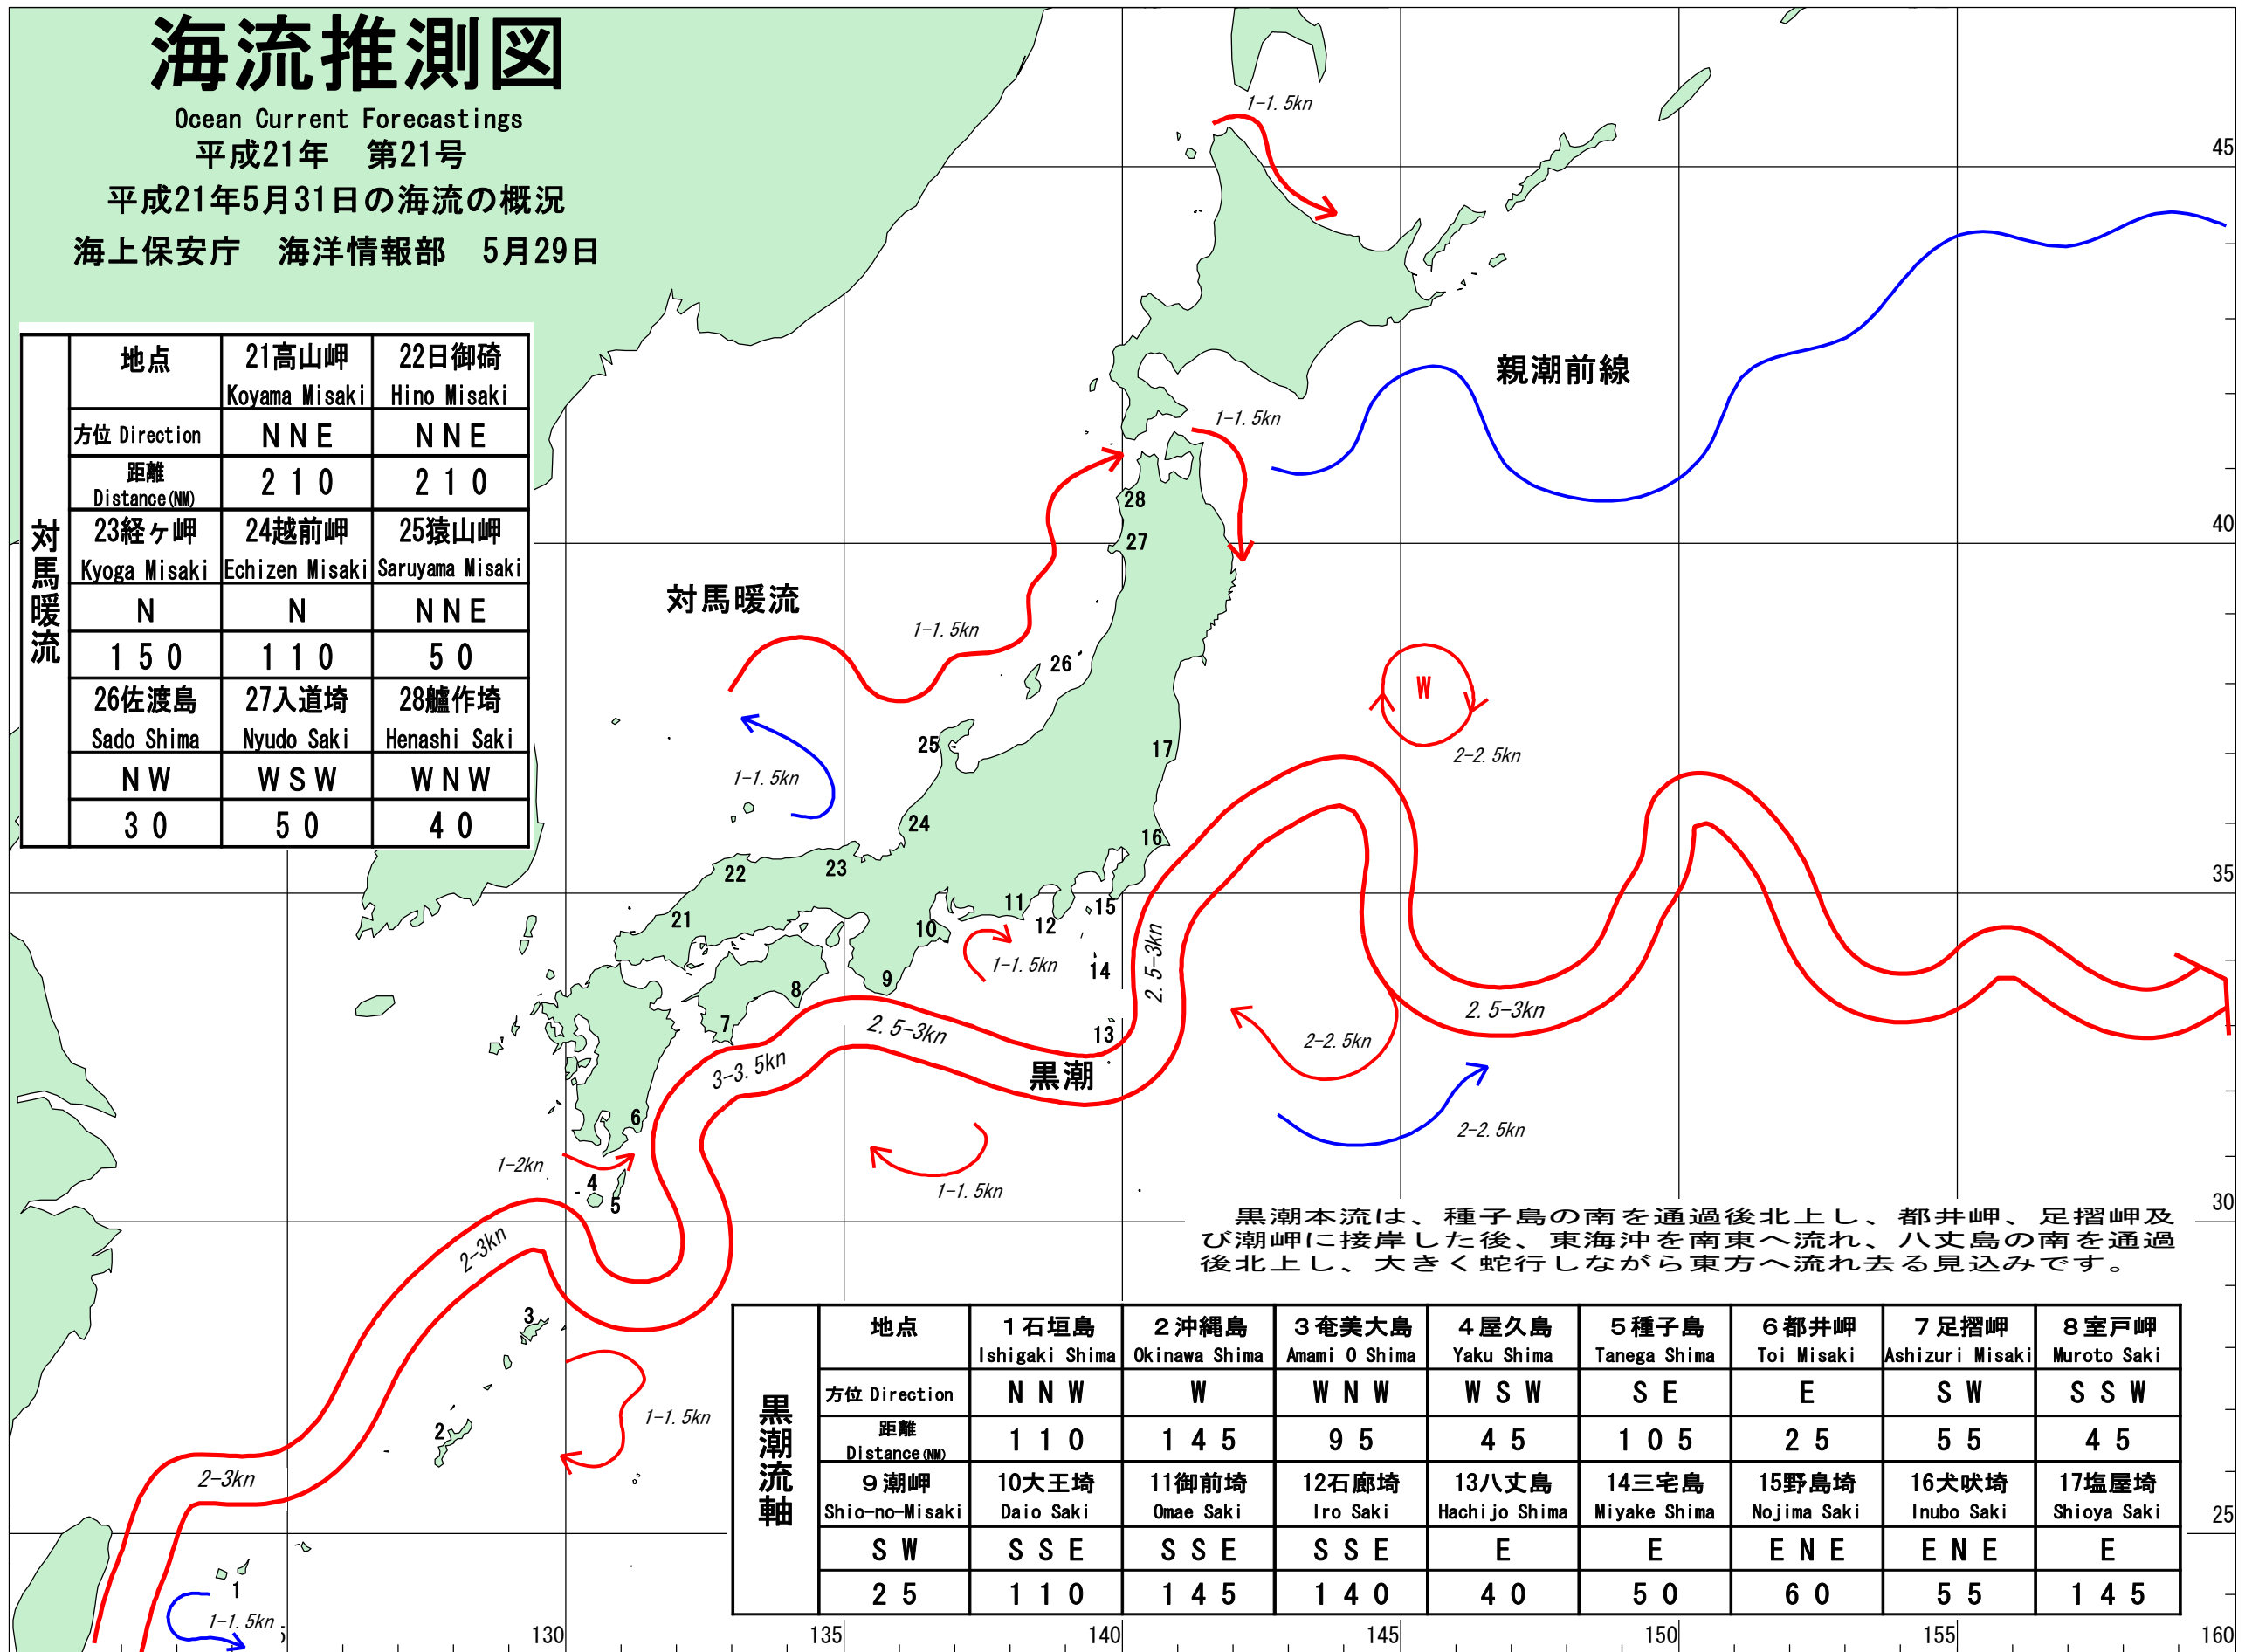 海流推測図
Ocean Current Forecastings
平成21年　第21号
平成21年5月31日の海流の概況
海上保安庁　海洋情報部　5月29日
対馬暖流
地点 21高山岬 22日御碕
Koyama Misaki Hino Misaki
方位 Direction NNE NNE
距離 210 210
Distance(NM)
23経ヶ岬 24越前岬 25猿山岬
Kyoga Misaki Echizen Misaki Saruyama Misaki
N N NNE
150 110 50
26佐渡島 27入道埼 28艫作埼
Sado Shima Nyudo Saki Henashi Saki
NW WSW WNW
30 50 40
1-1.5kn
45
親潮前線
1-1.5kn
28
40
27
対馬暖流
1-1.5kn
26
W
25
17
2-2.5kn
1-1.5kn
24
16
23
22
35
11
15
21
12
10
1-1.5kn
14
9
8
2.5-3kn
2.5-3kn
7
2.5-3kn
13
2-2.5kn
3-3.5kn
黒潮
6
2-2.5kn
1-2kn
4
5
1-1.5kn
30
2-3kn
黒潮本流は、種子島の南を通過後北上し、都井岬、足摺岬及
び潮岬に接岸した後、東海沖を南東へ流れ、八丈島の南を通過
後北上し、大きく蛇行しながら東方へ流れ去る見込みです。
3
1-1.5kn
2
2-3kn
1
1-1.5kn
黒潮流軸
地点 1石垣島 2沖縄島 3奄美大島 4屋久島 5種子島 6都井岬 7足摺岬 8室戸岬
Ishigaki Shima Okinawa Shima Amami O Shima Yaku Shima Tanega Shima Toi Misaki Ashizuri Misaki Muroto Saki
方位 Direction NNW W WNW WSW SE E SW SSW
距離 110 145 95 45 105 25 55 45
Distance(NM)
9潮岬 10大王埼 11御前埼 12石廊埼 13八丈島 14三宅島 15野島埼 16犬吠埼 17塩屋埼
Shio-no-Misaki Daio Saki Omae Saki Iro Saki Hachijo Shima Miyake Shima Nojima Saki Inubo Saki Shioya Saki
SW SSE SSE SSE E E ENE ENE E
25 110 145 140 40 50 60 55 145
25
130 135 140 145 150 155 160